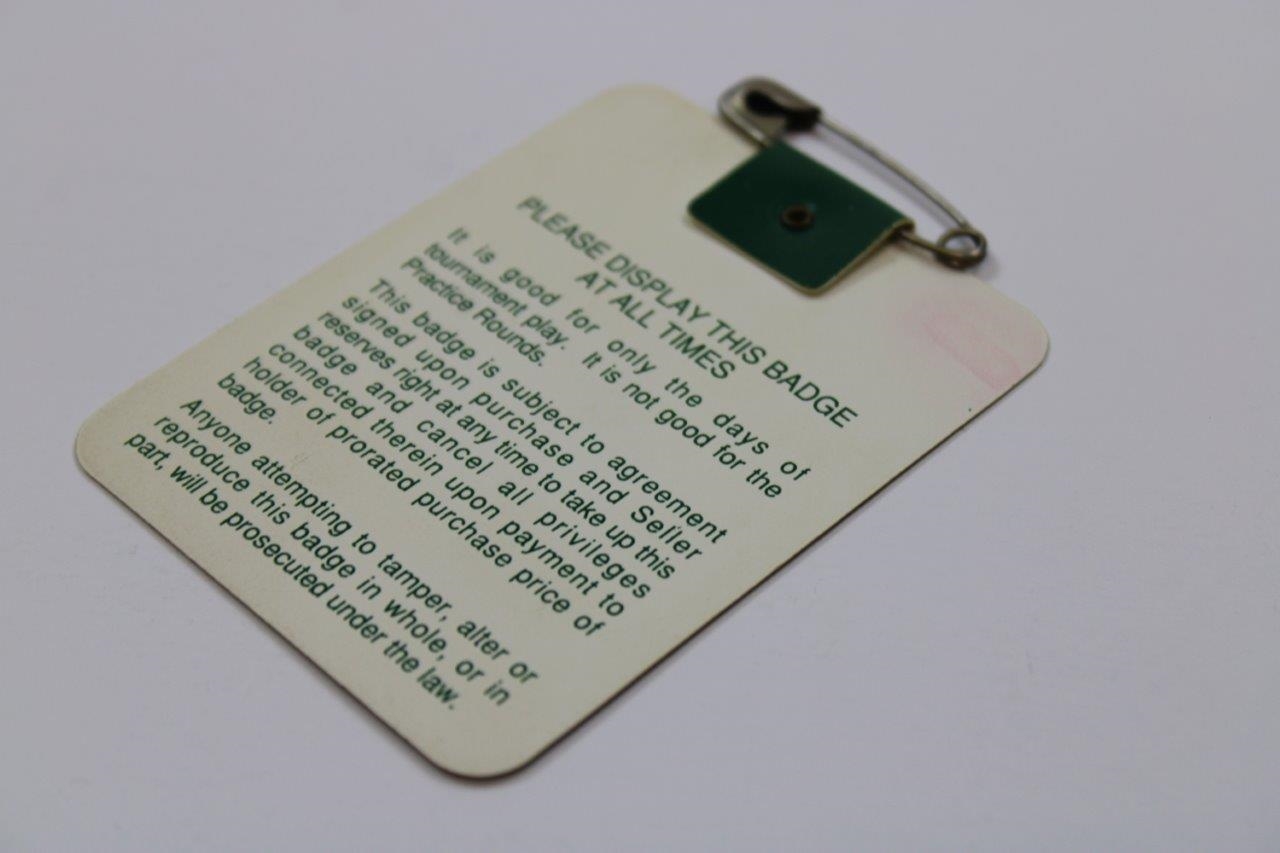 PLEASE DISPLAY THIS BADGE
AT ALL TIMES
It is good for only the days of
tournament play. It is not good for the
Practice Rounds.
This badge is subject to agreement
signed upon purchase and Seller
reserves right at any time to take up this
badge and cancel all privileges
connected therein upon payment to
holder of prorated purchase price of
badge.
Anyone attempting to tamper, alter or
reproduce this badge in whole, or in
part, will be prosecuted under the law.